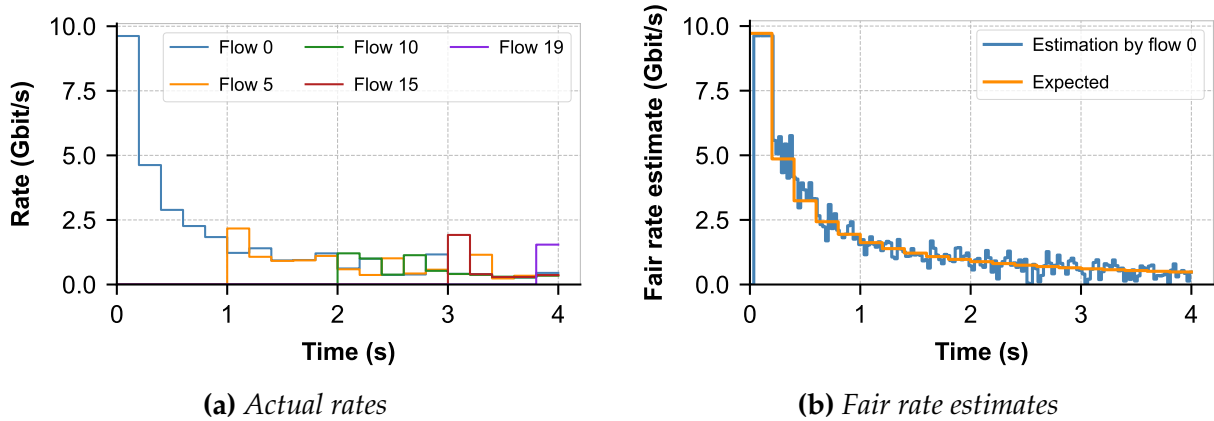 10.0
7.5
5.0
2.5
0.0
Rate (Gbit/s)
Flow 0
Flow 10
Flow 19
Flow 5
Flow 15
0
1
2
3
4
Time (s)
(a) Actual rates
10.0
7.5
5.0
2.5
0.0
Fair rate estimate (Gbit/s)
Estimation by flow 0
Expected
0
1
2
3
4
Time (s)
(b) Fair rate estimates